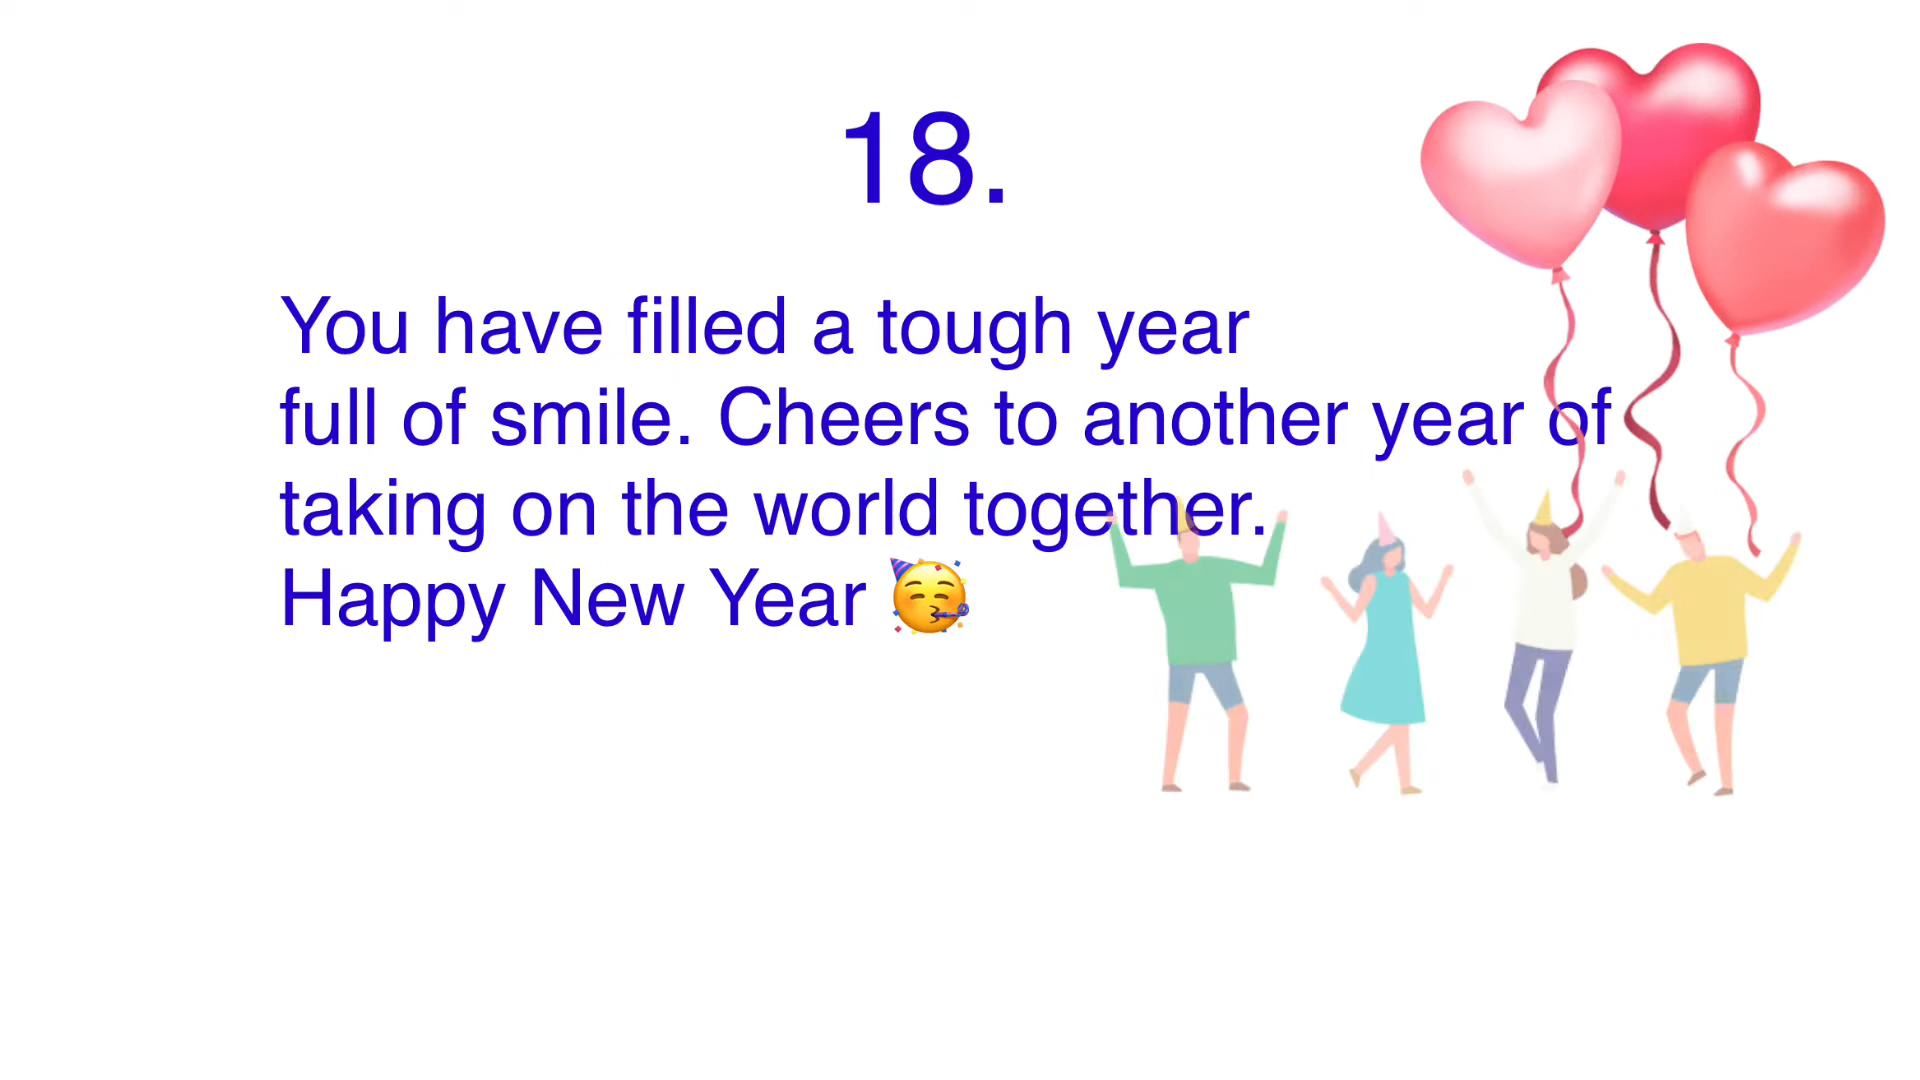 18.
You have filled a tough year
full of smile. Cheers to another year of
taking on the world together.
Happy New Year 🥳